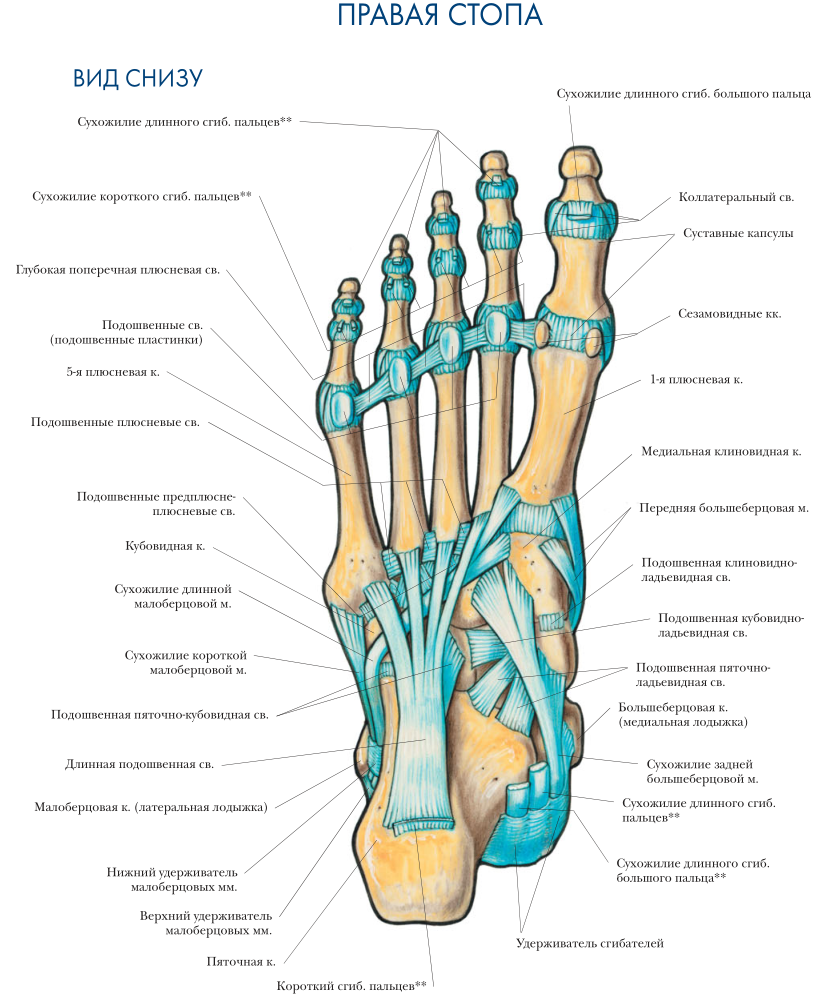 ПРАВАЯ СТОПА
ВИД СНИЗУ
Сухожилие длинного сгиб. пальцев**
Сухожилие короткого сгиб. пальцев**
Глубокая поперечная плюсневая св.
Подошвенные св.
(подошвенные пластинки)
5-я плюсневая к.
Подошвенные плюсневые св.
Подошвенные предплюсне-
плюсневые св.
Кубовидная к.
Сухожилие длинной
малоберцовой м.
Сухожилие короткой
малоберцовой м.
Подошвенная пяточно-кубовидная св.
Длинная подошвенная св.
Малоберцовая к. (латеральная лодыжка)
Нижний удерживатель
малоберцовых мм.
Верхний удерживатель
малоберцовых мм.
Пяточная к.
Короткий сгиб. пальцев**
Сухожилие длинного сгиб. большого пальца
Коллатеральный св.
Суставные капсулы
Сезамовидные кк.
1-я плюсневая к.
Медиальная клиновидная к.
Передняя большеберцовая м.
Подошвенная клиновидно-
ладьевидная св.
Подошвенная кубовидно-
ладьевидная св.
Подошвенная пяточно-
ладьевидная св.
Большеберцовая к.
(медиальная лодыжка)
Сухожилие задней
большеберцовой м.
Сухожилие длинного сгиб.
пальцев**
Сухожилие длинного сгиб.
большого пальца**
Удерживатель сгибателей